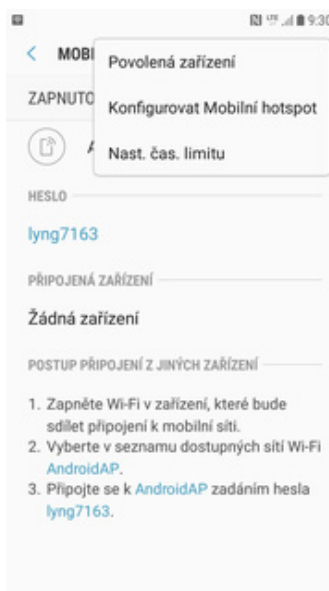 LTE 9:30
MOBI
Povolená zařízení
ZAPNUTO
Konfigurovat Mobilní hotspot
A
Nast. čas. limitu
HESLO
lyng7163
PŘIPOJENÁ ZAŘÍZENÍ
Žádná zařízení
POSTUP PŘIPOJENÍ Z JINÝCH ZAŘÍZENÍ
1. Zapněte Wi-Fi v zařízení, které bude
sdílet připojení k mobilní síti.
2. Vyberte v seznamu dostupných sítí Wi-Fi
AndroidAP.
3. Připojte se k AndroidAP zadáním hesla
lyng7163.